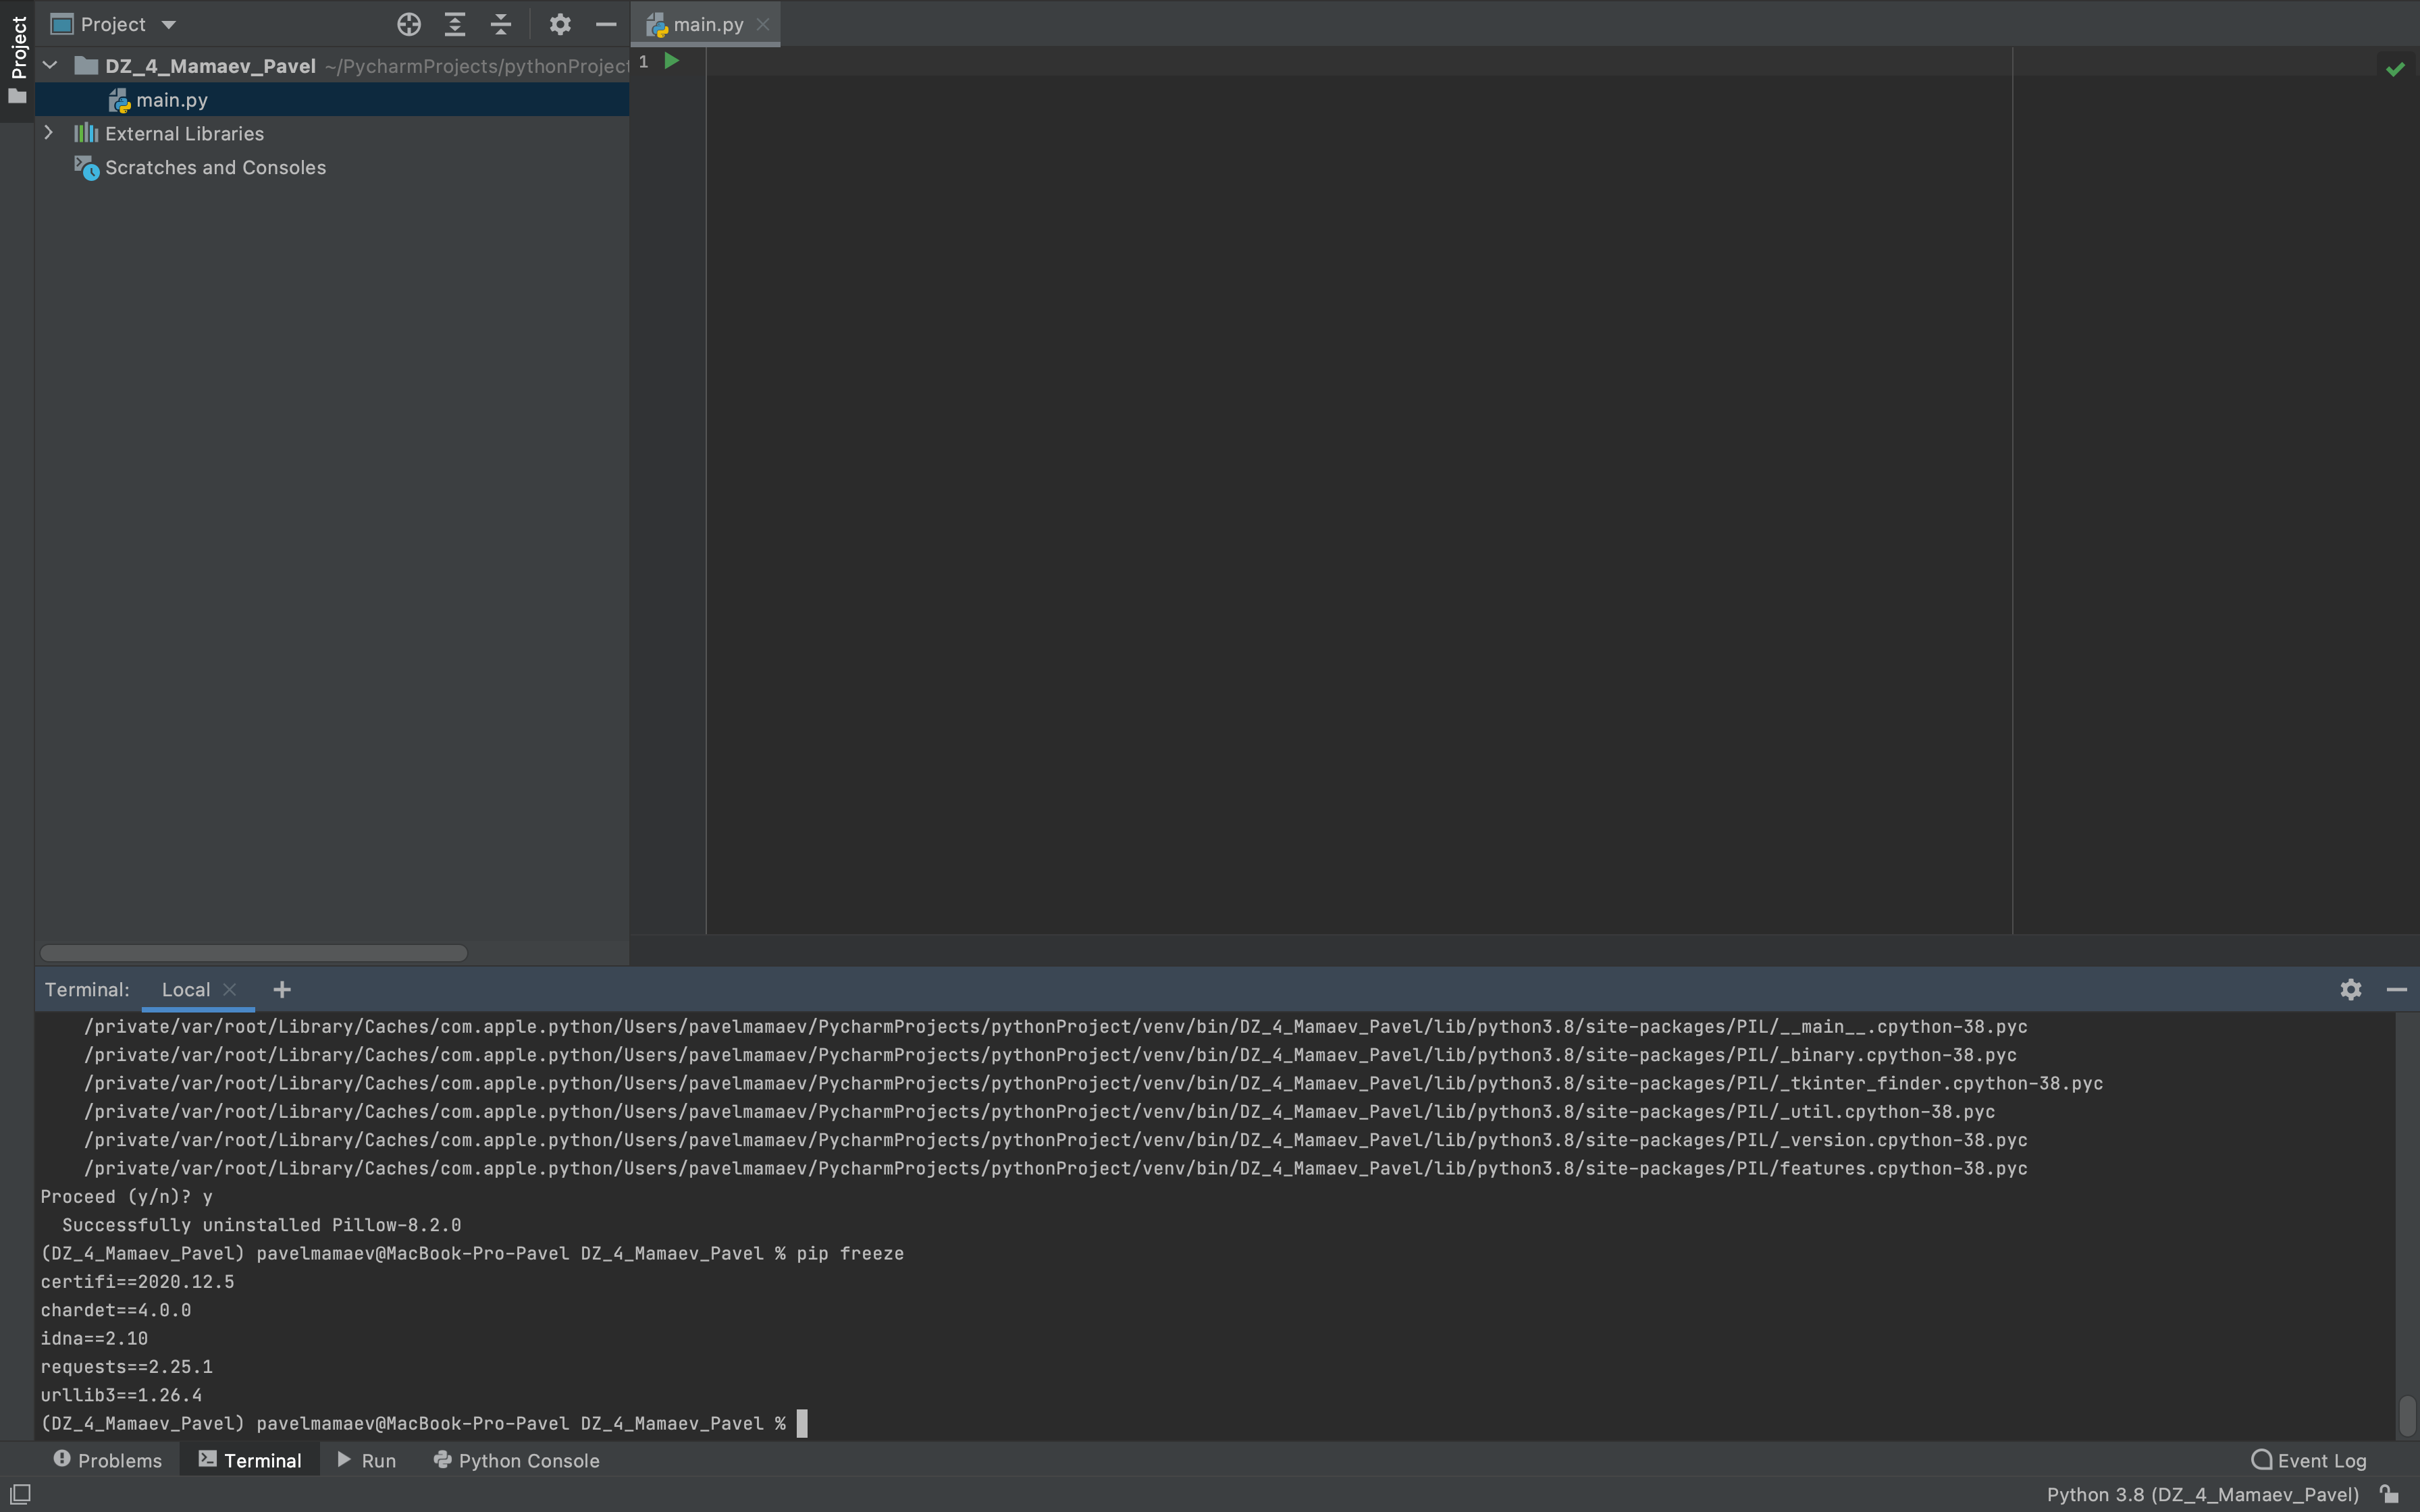 Project
Project
main.py
DZ_4_Mamaev_Pavel ~/PycharmProjects/pythonProject
1
main.py
External Libraries
Scratches and Consoles
Terminal: Local
/private/var/root/Library/Caches/com.apple.python/Users/pavelmamaev/PycharmProjects/pythonProject/venv/bin/DZ_4_Mamaev_Pavel/lib/python3.8/site-packages/PIL/__main__.cpython-38.pyc
/private/var/root/Library/Caches/com.apple.python/Users/pavelmamaev/PycharmProjects/pythonProject/venv/bin/DZ_4_Mamaev_Pavel/lib/python3.8/site-packages/PIL/_binary.cpython-38.pyc
/private/var/root/Library/Caches/com.apple.python/Users/pavelmamaev/PycharmProjects/pythonProject/venv/bin/DZ_4_Mamaev_Pavel/lib/python3.8/site-packages/PIL/_tkinter_finder.cpython-38.pyc
/private/var/root/Library/Caches/com.apple.python/Users/pavelmamaev/PycharmProjects/pythonProject/venv/bin/DZ_4_Mamaev_Pavel/lib/python3.8/site-packages/PIL/_util.cpython-38.pyc
/private/var/root/Library/Caches/com.apple.python/Users/pavelmamaev/PycharmProjects/pythonProject/venv/bin/DZ_4_Mamaev_Pavel/lib/python3.8/site-packages/PIL/_version.cpython-38.pyc
/private/var/root/Library/Caches/com.apple.python/Users/pavelmamaev/PycharmProjects/pythonProject/venv/bin/DZ_4_Mamaev_Pavel/lib/python3.8/site-packages/PIL/features.cpython-38.pyc
Proceed (y/n)? y
Successfully uninstalled Pillow-8.2.0
(DZ_4_Mamaev_Pavel) pavelmamaev@MacBook-Pro-Pavel DZ_4_Mamaev_Pavel % pip freeze
certifi==2020.12.5
chardet==4.0.0
idna==2.10
requests==2.25.1
urllib3==1.26.4
(DZ_4_Mamaev_Pavel) pavelmamaev@MacBook-Pro-Pavel DZ_4_Mamaev_Pavel %
Problems Terminal Run Python Console Event Log
Python 3.8 (DZ_4_Mamaev_Pavel)